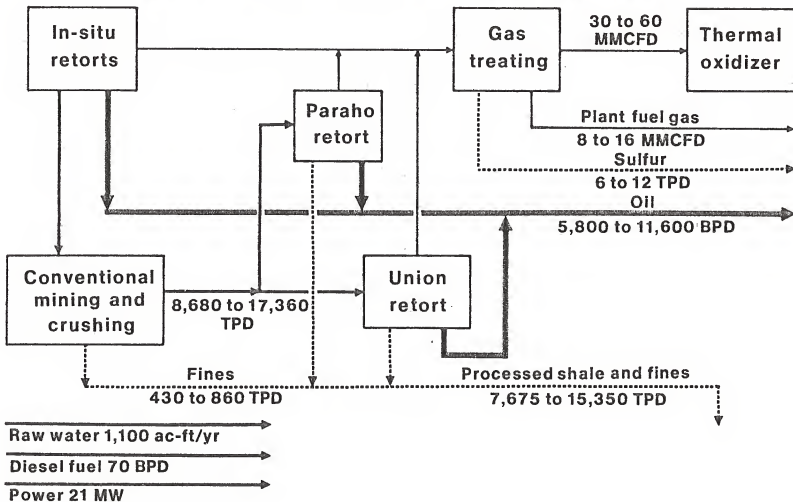 In-situ
retorts
Gas
treating
30 to 60
MMCFD
Thermal
oxidizer
Paraho
retort
Plant fuel gas
8 to 16 MMCFD
Sulfur
6 to 12 TPD
Oil
5,800 to 11,600 BPD
Conventional
mining and
crushing
8,680 to 17,360
TPD
Union
retort
Fines
430 to 860 TPD
Processed shale and fines
7,675 to 15,350 TPD
Raw water 1,100 ac-ft/yr
Diesel fuel 70 BPD
Power 21 MW